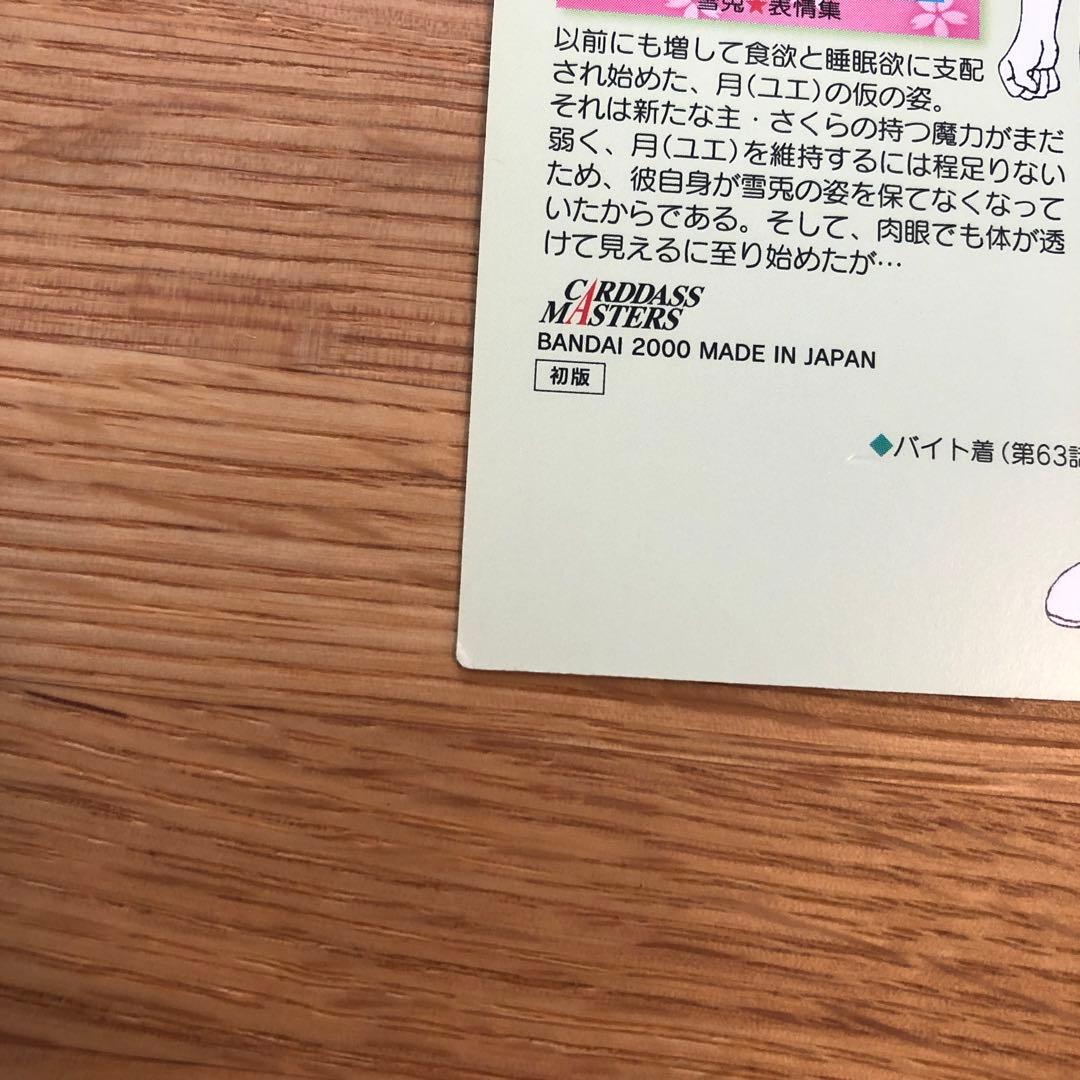 雪兎★表情集
以前にも増して食欲と睡眠欲に支配
され始めた、月(ユエ)の仮の姿。
それは新たな主・さくらの持つ魔力がまだ
弱く、月(ユエ)を維持するには程足りない
ため、彼自身が雪兎の姿を保てなくなって
いたからである。そして、肉眼でも体が透
けて見えるに至り始めたが…
CARDDASS
MASTERS
BANDAI 2000 MADE IN JAPAN
初版
◆バイト着(第63話